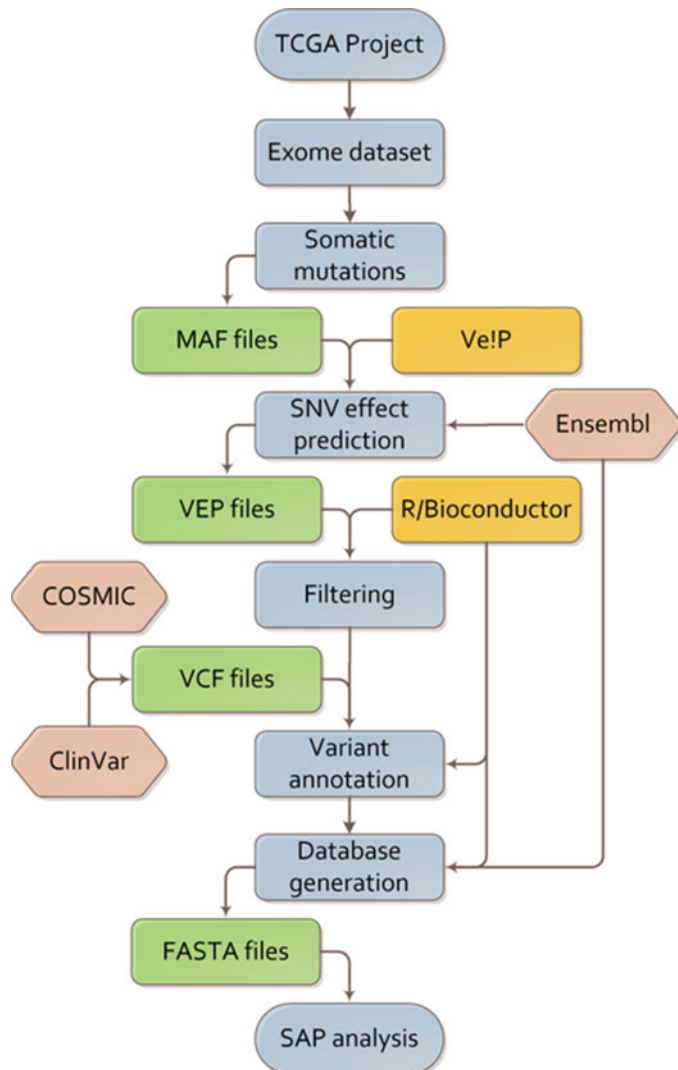 TCGA Project
Exome dataset
Somatic
mutations
MAF files
Ve!P
SNV effect
prediction
Ensembl
VEP files
R/Bioconductor
COSMIC
Filtering
VCF files
ClinVar
Variant
annotation
Database
generation
FASTA files
SAP analysis